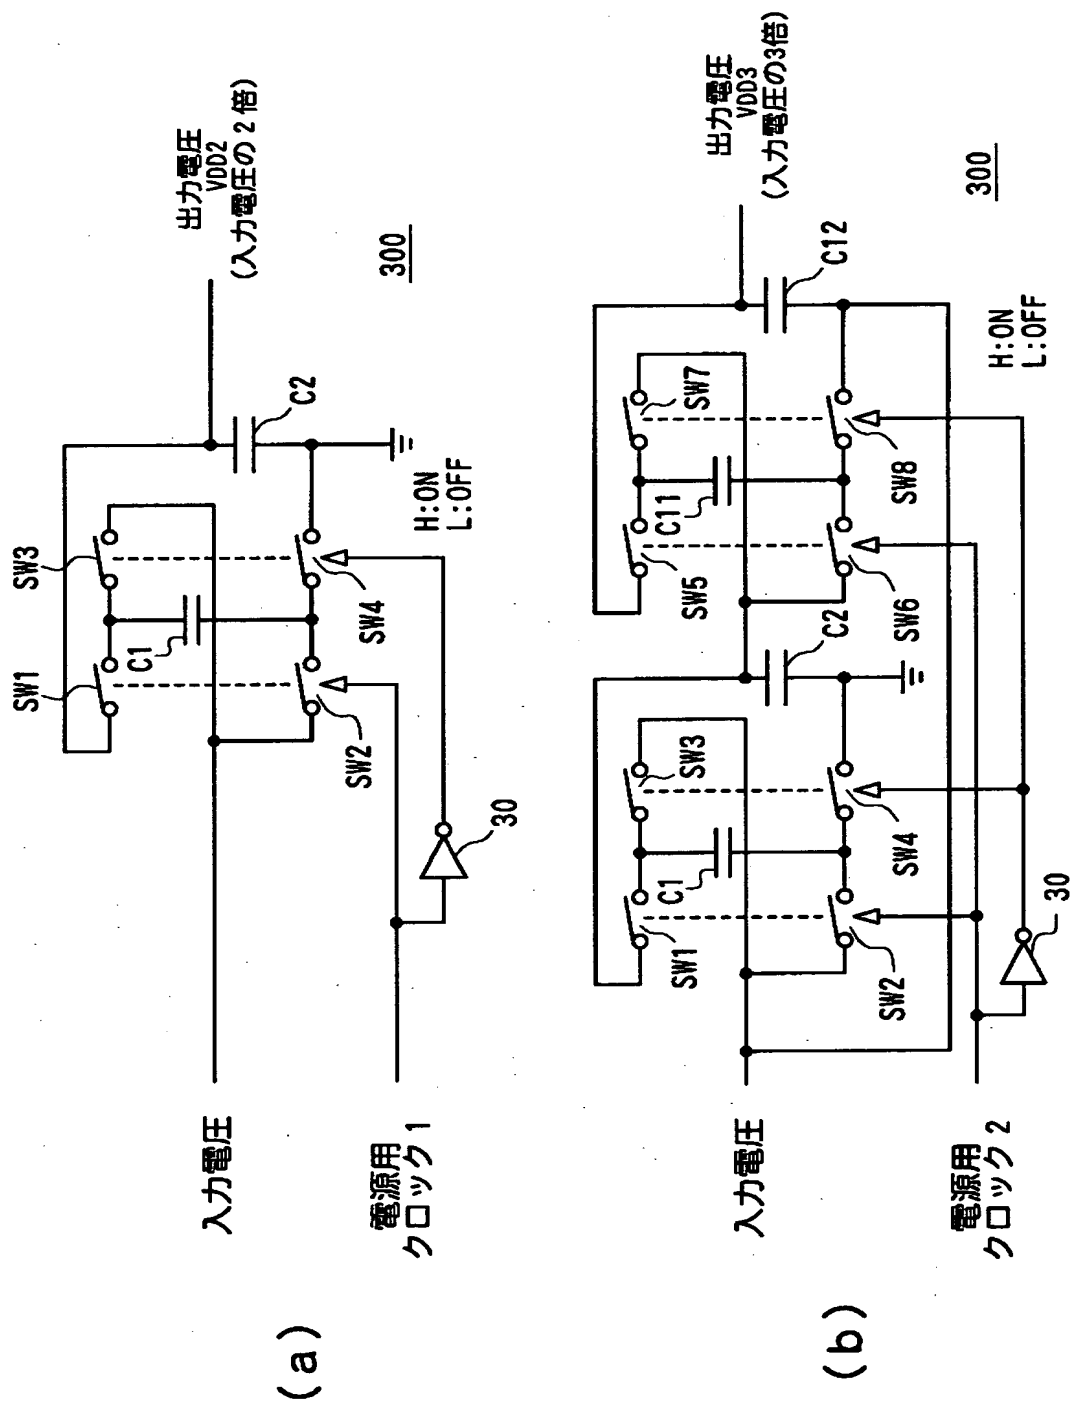 (a)
入力電圧
電源用
クロック1
30
SW1
SW3
C1
SW2
SW4
C2
H:ON
L:OFF
出力電圧
VDD2
(入力電圧の2倍)
300
(b)
入力電圧
電源用
クロック2
30
SW1
SW3
C1
SW2
SW4
C2
SW5
SW7
C11
SW6
SW8
C12
H:ON
L:OFF
出力電圧
VDD3
(入力電圧の3倍)
300